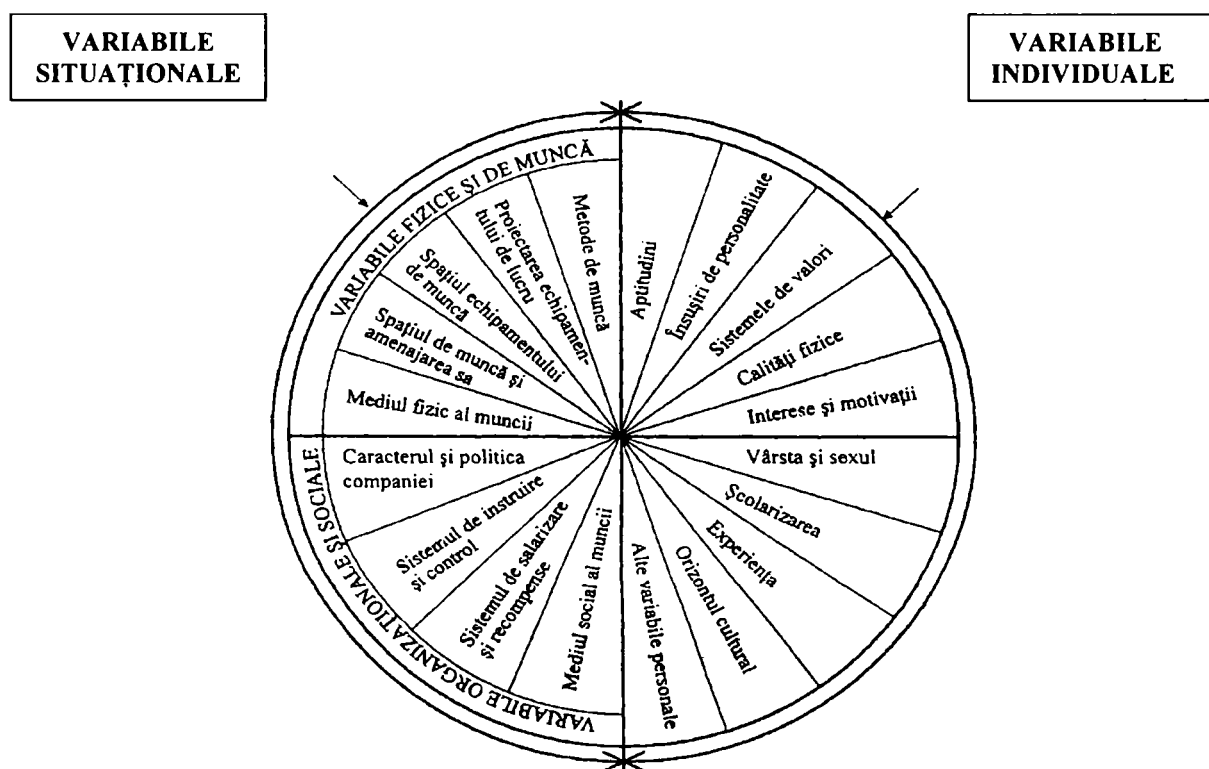 VARIABILE
SITUAȚIONALE
VARIABILE
INDIVIDUALE
VARIABILE FIZICE ȘI DE MUNCĂ
Metode de muncă
Proiectarea echipamen-
tului de lucru
Spațiul echipamentului
de muncă
Spațiul de muncă și
amenajarea sa
Mediul fizic al muncii
VARIABILE ORGANIZAȚIONALE ȘI SOCIALE
Caracterul și politica
companiei
Sistemul de instruire
și control
Sistemul de salarizare
și recompense
Mediul social al muncii
Aptitudini
Însușiri de personalitate
Sistemele de valori
Calități fizice
Interese și motivații
Vârsta și sexul
Școlarizarea
Experiența
Orizontul cultural
Alte variabile personale